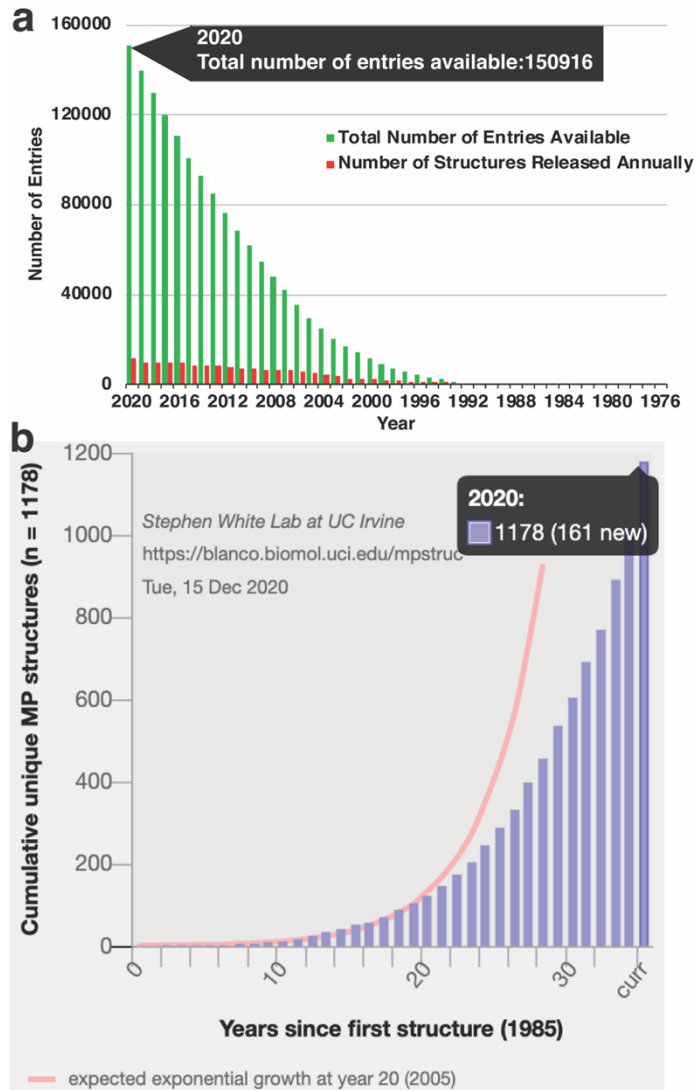 a
160000
2020
Total number of entries available:150916
120000
Total Number of Entries Available
Number of Structures Released Annually
80000
40000
0
Number of Entries
2020 2016 2012 2008 2004 2000 1996 1992 1988 1984 1980 1976
Year
b
1200
2020:
1178 (161 new)
Stephen White Lab at UC Irvine
1000
https://blanco.biomol.uci.edu/mpstruc
Tue, 15 Dec 2020
800
600
400
200
0
Cumulative unique MP structures (n = 1178)
0 10 20 30 curr
Years since first structure (1985)
expected exponential growth at year 20 (2005)